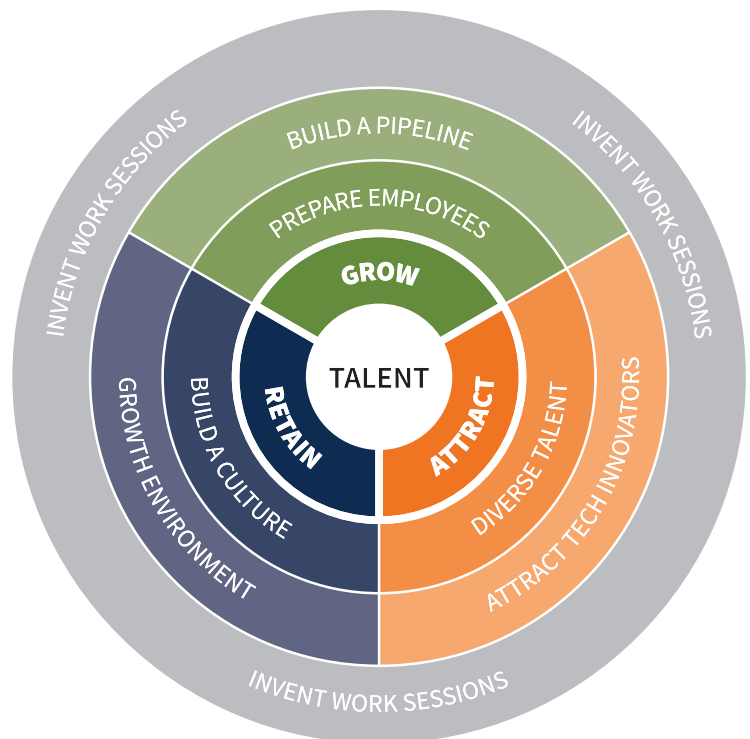 INVENT WORK SESSIONS
INVENT WORK SESSIONS
BUILD A PIPELINE
PREPARE EMPLOYEES
GROW
TALENT
RETAIN
BUILD A CULTURE
GROWTH ENVIRONMENT
ATTRACT
DIVERSE TALENT
ATTRACT TECH INNOVATORS
INVENT WORK SESSIONS